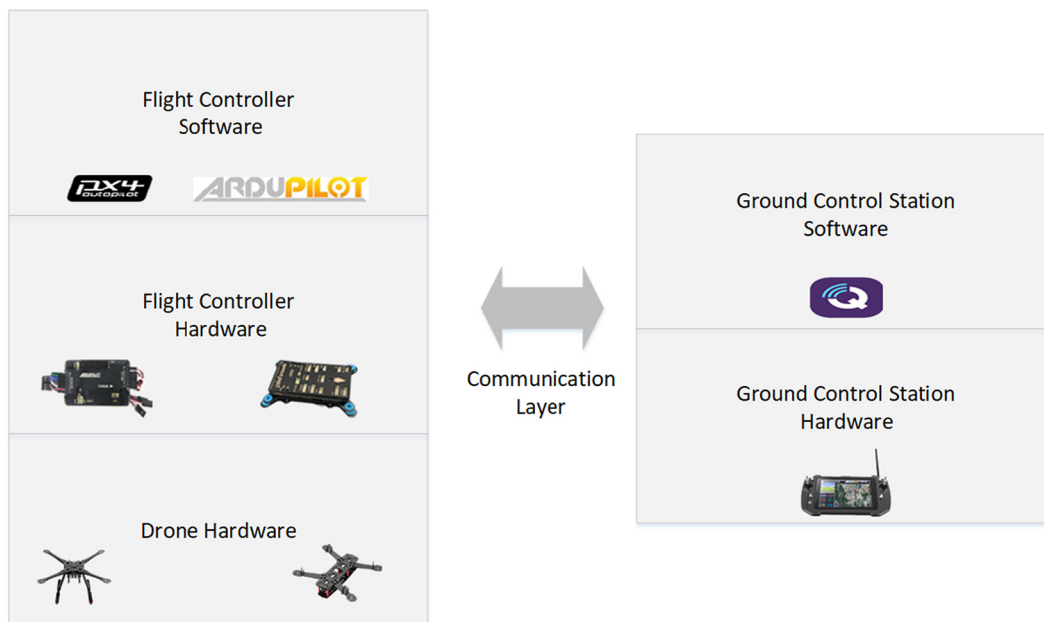 Flight Controller
Software
px4
autopilot
ARDUPILOT
Flight Controller
Hardware
Drone Hardware
Communication
Layer
Ground Control Station
Software
Q
Ground Control Station
Hardware